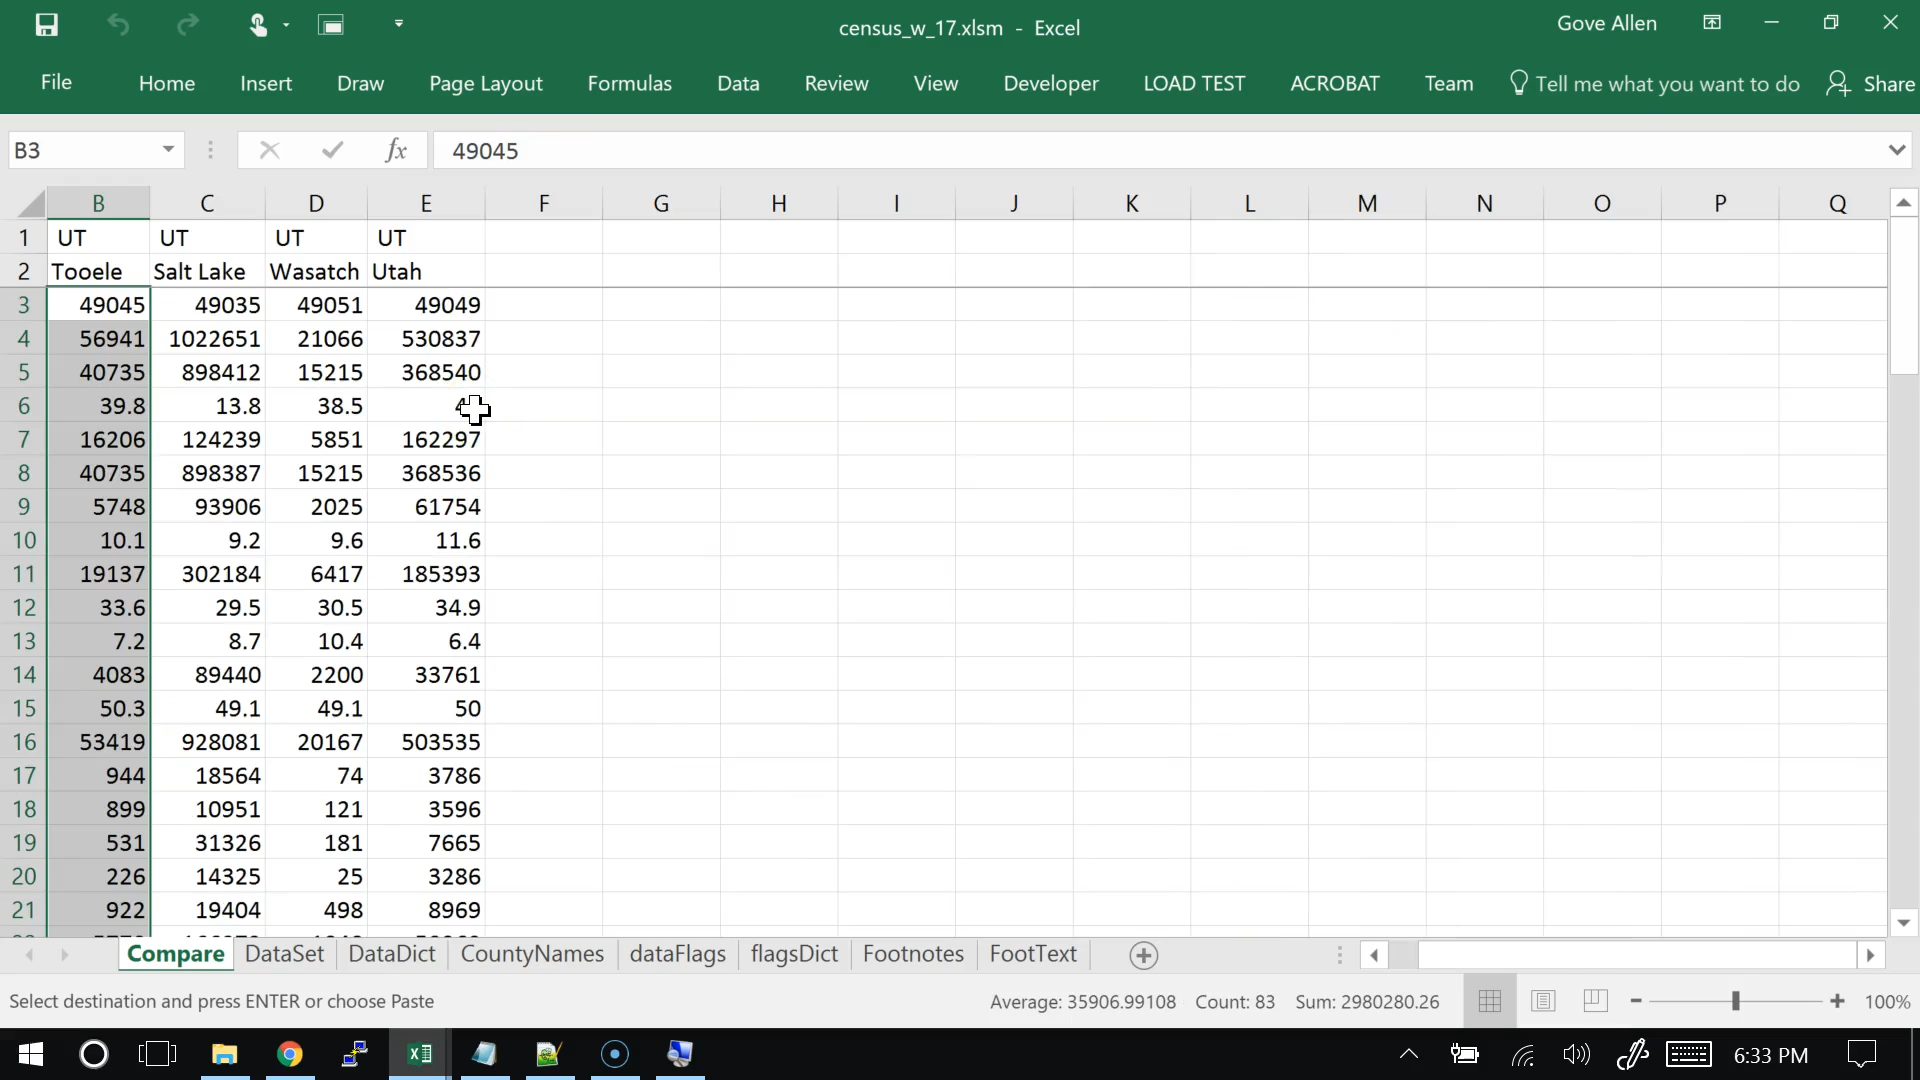 census_w_17.xlsm - Excel
Gove Allen
File Home Insert Draw Page Layout Formulas Data Review View Developer LOAD TEST ACROBAT Team Tell me what you want to do Share
B3 fx 49045
B C D E F G H I J K L M N O P Q
1 UT UT UT UT
2 Tooele Salt Lake Wasatch Utah
3 49045 49035 49051 49049
4 56941 1022651 21066 530837
5 40735 898412 15215 368540
6 39.8 13.8 38.5
7 16206 124239 5851 162297
8 40735 898387 15215 368536
9 5748 93906 2025 61754
10 10.1 9.2 9.6 11.6
11 19137 302184 6417 185393
12 33.6 29.5 30.5 34.9
13 7.2 8.7 10.4 6.4
14 4083 89440 2200 33761
15 50.3 49.1 49.1 50
16 53419 928081 20167 503535
17 944 18564 74 3786
18 899 10951 121 3596
19 531 31326 181 7665
20 226 14325 25 3286
21 922 19404 498 8969
Compare DataSet DataDict CountyNames dataFlags flagsDict Footnotes FootText
Select destination and press ENTER or choose Paste Average: 35906.99108 Count: 83 Sum: 2980280.26 100%
6:33 PM